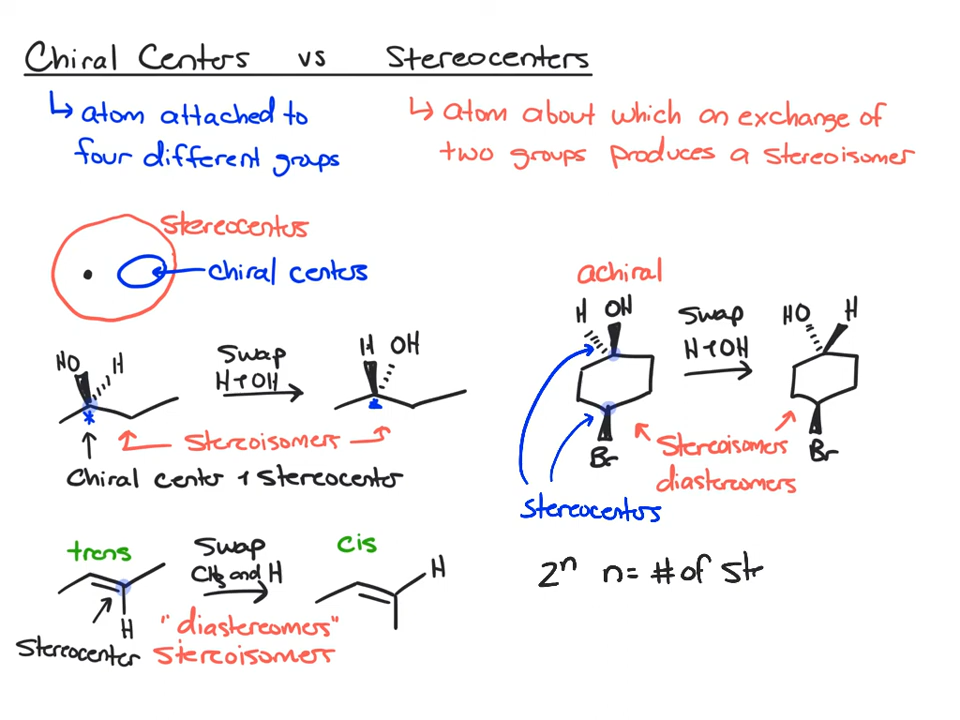 Chiral Centers vs Stereocenters
↳ atom attached to
four different groups
↳ atom about which an exchange of
two groups produces a stereoisomer
Stereocenters
chiral centers
HO H
Swap
H + OH
H OH
Stereoisomers
Chiral center + Stereocenter
achiral
H OH
Swap
H + OH
HO H
Br
Br
Stereoisomers
diastereomers
Stereocenters
trans
Swap
CH3 and H
cis
H
H
Stereocenter
"diastereomers"
Stereoisomers
2ⁿ n= # of St